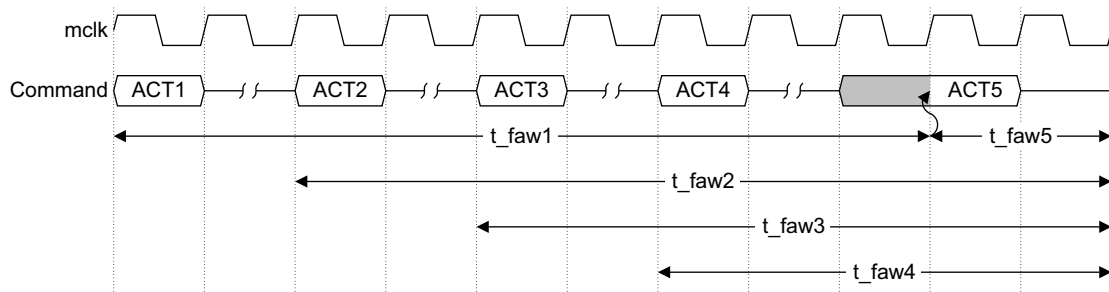 mclk
Command ACT1 ACT2 ACT3 ACT4 ACT5
t_faw1 t_faw5
t_faw2
t_faw3
t_faw4